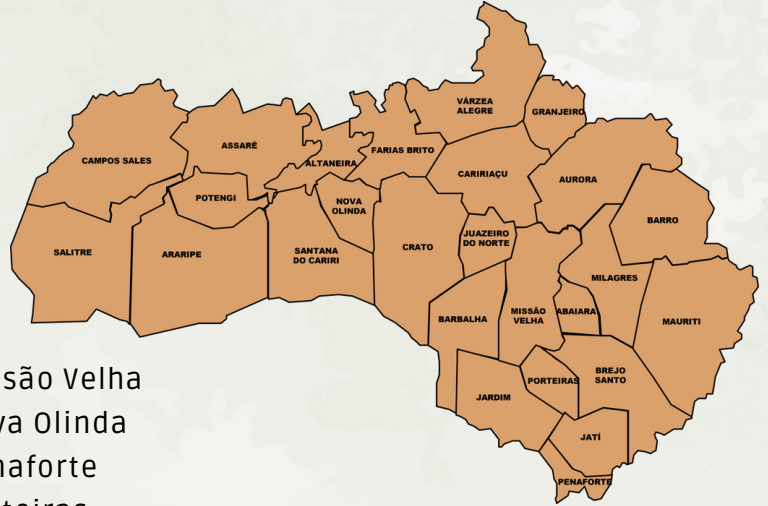 VÁRZEA
ALEGRE
GRANJEIRO
CAMPOS SALES
ASSARÉ
ALTANEIRA
FARIAS BRITO
CARIRIAÇU
AURORA
POTENGI
NOVA
OLINDA
BARRO
SALITRE
ARARIPE
SANTANA
DO CARIRI
CRATO
JUAZEIRO
DO NORTE
MILAGRES
BARBALHA
MISSÃO
VELHA
ABAIARA
MAURITI
BREJO
SANTO
PORTEIRAS
JARDIM
JATÍ
PENAFORTE
são Velha
va Olinda
naforte
teiras